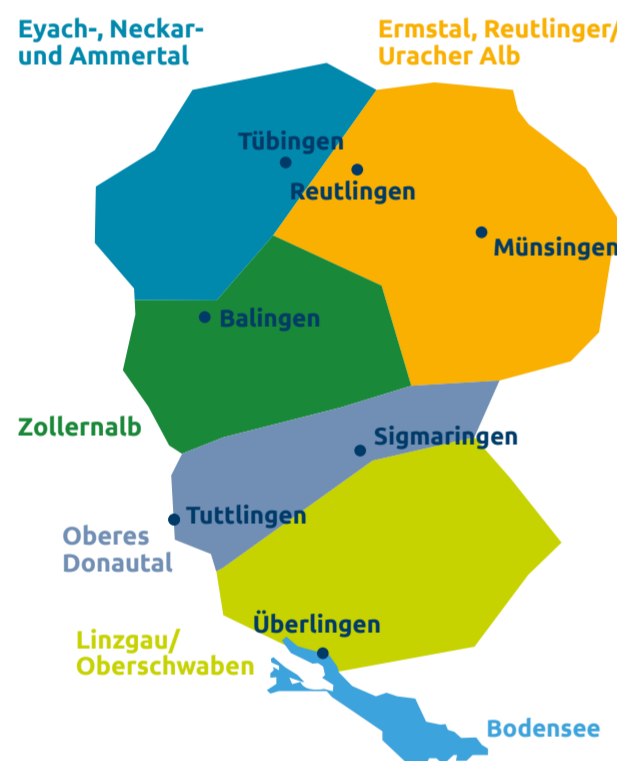 Eyach-, Neckar-
und Ammertal
Ermstal, Reutlinger/
Uracher Alb
Tübingen
Reutlingen
Münsingen
Balingen
Zollernalb
Sigmaringen
Tuttlingen
Oberes
Donautal
Überlingen
Linzgau/
Oberschwaben
Bodensee